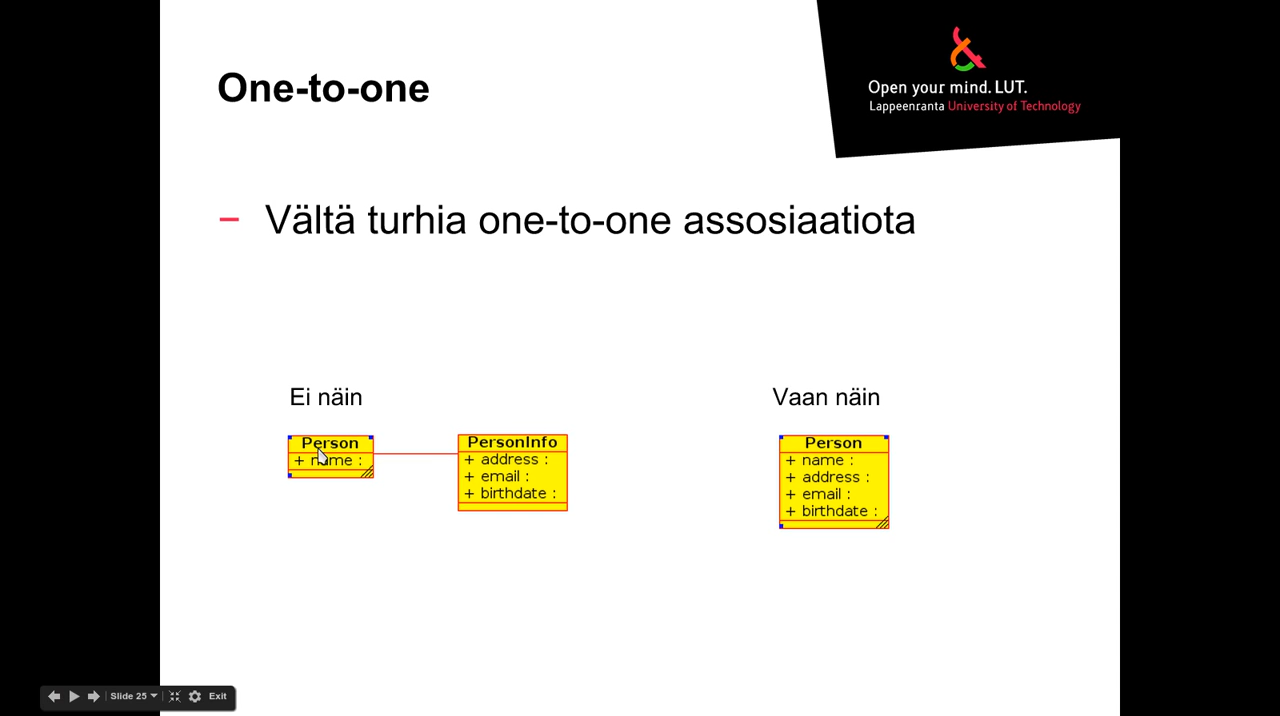 One-to-one
Open your mind. LUT.
Lappeenranta University of Technology
– Vältä turhia one-to-one assosiaatiota
Ei näin
Vaan näin
Person
+ name :
PersonInfo
+ address :
+ email :
+ birthdate :
Person
+ name :
+ address :
+ email :
+ birthdate :
Slide 25
Exit